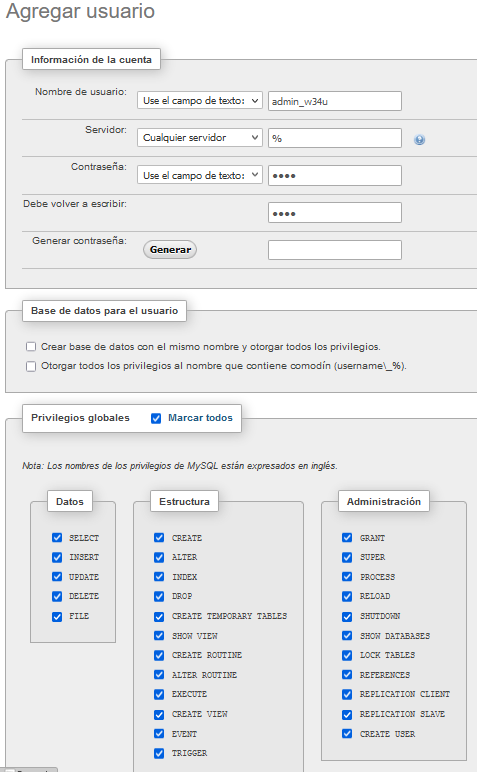 Agregar usuario
Información de la cuenta
Nombre de usuario: Use el campo de texto: admin_w34u
Servidor: Cualquier servidor %
Contraseña: Use el campo de texto: ••••
Debe volver a escribir: ••••
Generar contraseña: Generar
Base de datos para el usuario
Crear base de datos con el mismo nombre y otorgar todos los privilegios.
Otorgar todos los privilegios al nombre que contiene comodín (username\_%).
Privilegios globales Marcar todos
Nota: Los nombres de los privilegios de MySQL están expresados en inglés.
Datos
SELECT
INSERT
UPDATE
DELETE
FILE
Estructura
CREATE
ALTER
INDEX
DROP
CREATE TEMPORARY TABLES
SHOW VIEW
CREATE ROUTINE
ALTER ROUTINE
EXECUTE
CREATE VIEW
EVENT
TRIGGER
Administración
GRANT
SUPER
PROCESS
RELOAD
SHUTDOWN
SHOW DATABASES
LOCK TABLES
REFERENCES
REPLICATION CLIENT
REPLICATION SLAVE
CREATE USER